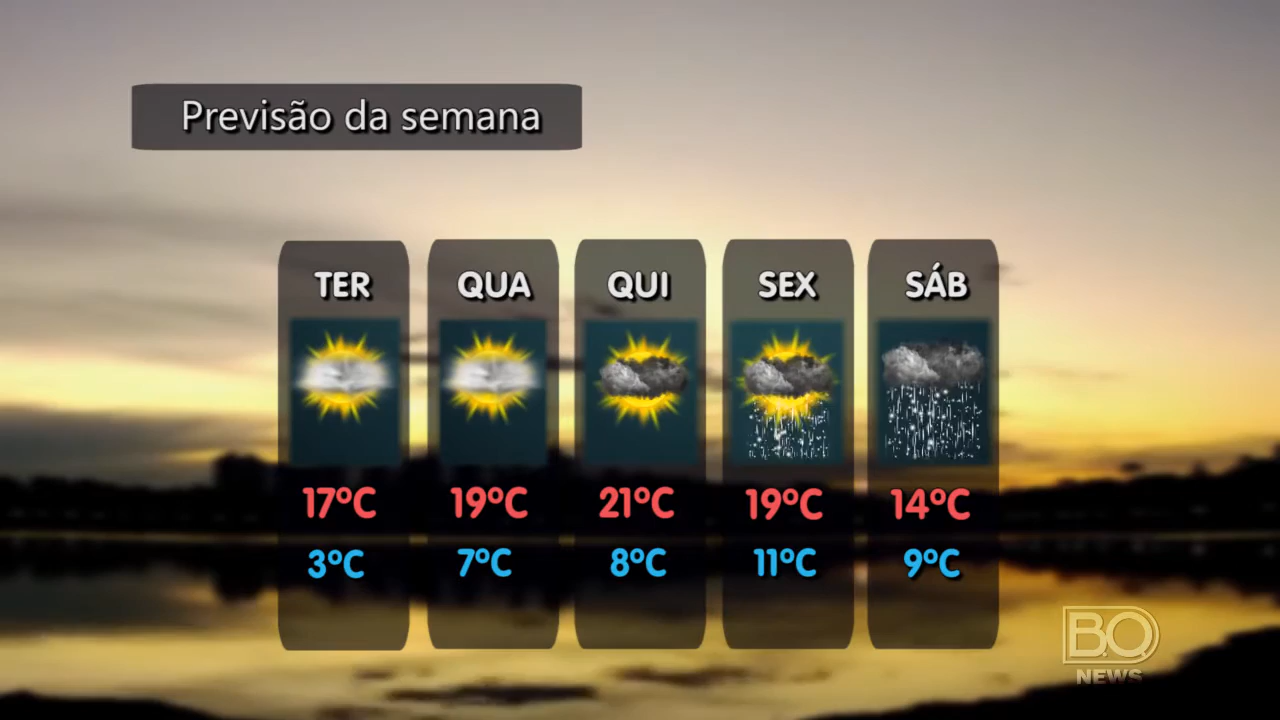 Previsão da semana
TER QUA QUI SEX SÁB
17ºC 19ºC 21ºC 19ºC 14ºC
3ºC 7ºC 8ºC 11ºC 9ºC
B.Q
NEWS